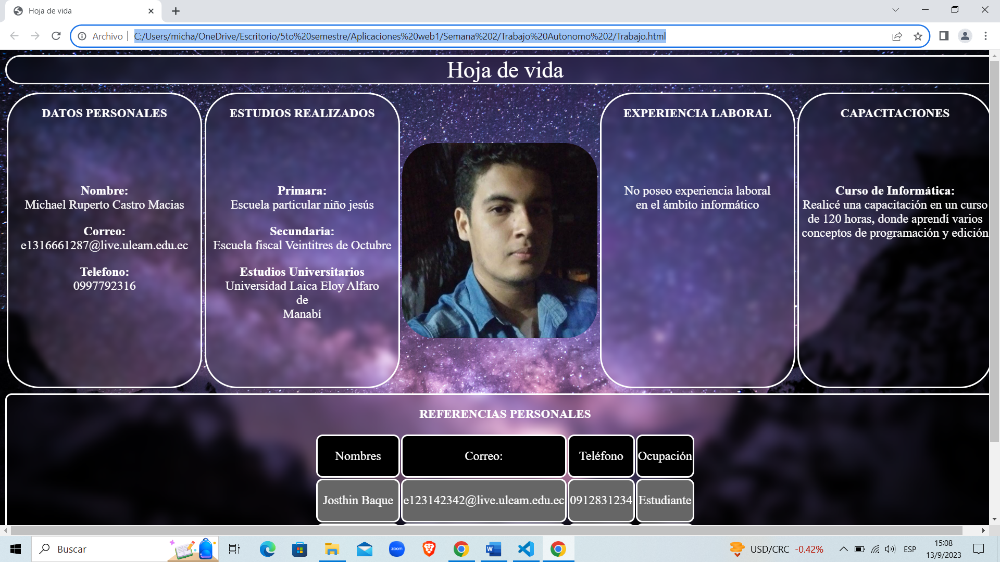 Hoja de vida
Archivo
C:/Users/micha/OneDrive/Escritorio/5to%20semestre/Aplicaciones%20web1/Semana%202/Trabajo%20Autonomo%202/Trabajo.html
Hoja de vida
DATOS PERSONALES
Nombre:
Michael Ruperto Castro Macias
Correo:
e1316661287@live.uleam.edu.ec
Telefono:
0997792316
ESTUDIOS REALIZADOS
Primara:
Escuela particular niño jesús
Secundaria:
Escuela fiscal Veintitres de Octubre
Estudios Universitarios
Universidad Laica Eloy Alfaro
de
Manabí
EXPERIENCIA LABORAL
No poseo experiencia laboral
en el ámbito informático
CAPACITACIONES
Curso de Informática:
Realicé una capacitación en un curso
de 120 horas, donde aprendí varios
conceptos de programación y edición
REFERENCIAS PERSONALES
Nombres Correo: Teléfono Ocupación
Josthin Baque e123142342@live.uleam.edu.ec 0912831234 Estudiante
Buscar
zoom
W
USD/CRC -0.42%
ESP
15:08
13/9/2023